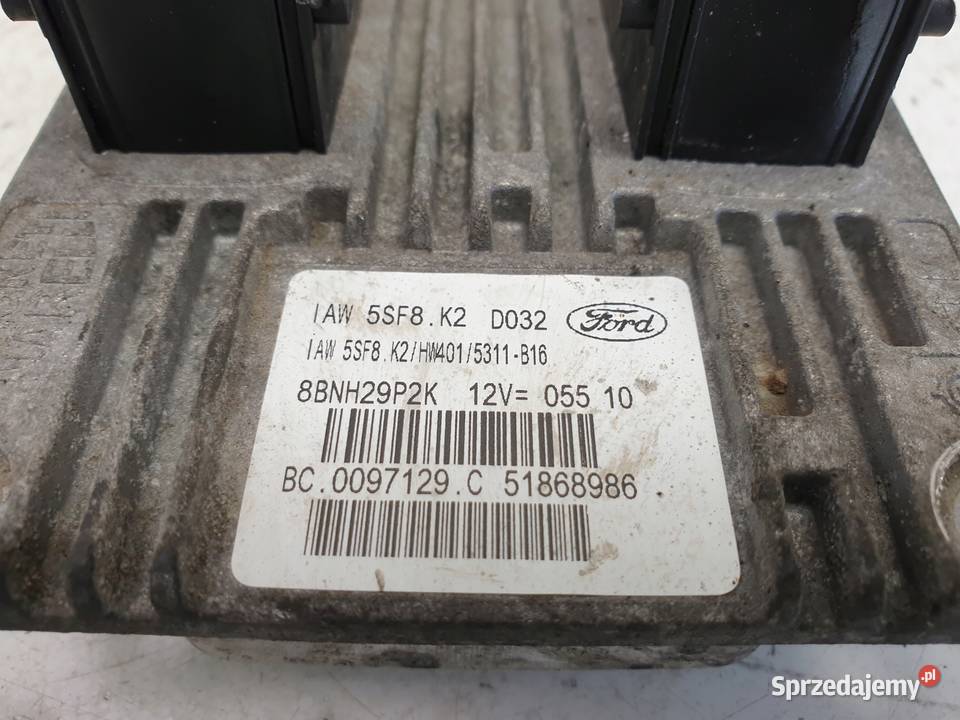 IAW 5SF8.K2 D032 Ford
IAW 5SF8.K2/HW401/5311-B16
8BNH29P2K 12V= 055 10
BC.0097129.C 51868986
Sprzedajemy.pl